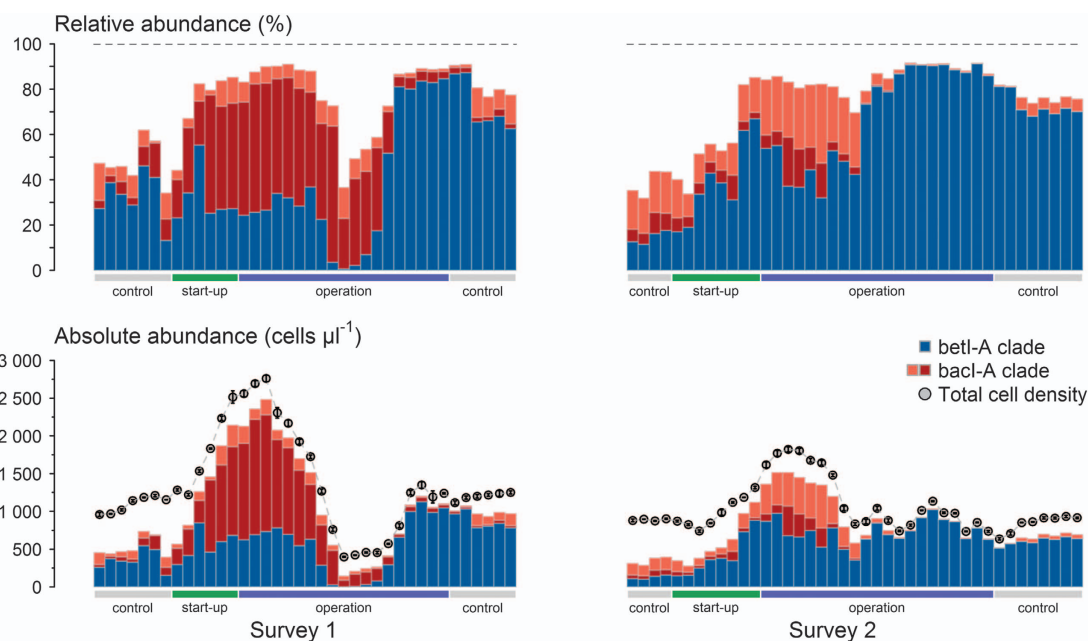 Relative abundance (%)
100
80
60
40
20
0
control start-up operation control
control start-up operation control
Absolute abundance (cells µl⁻¹)
3 000
2 500
2 000
1 500
1 000
500
0
betI-A clade
bacI-A clade
Total cell density
control start-up operation control
control start-up operation control
Survey 1 Survey 2